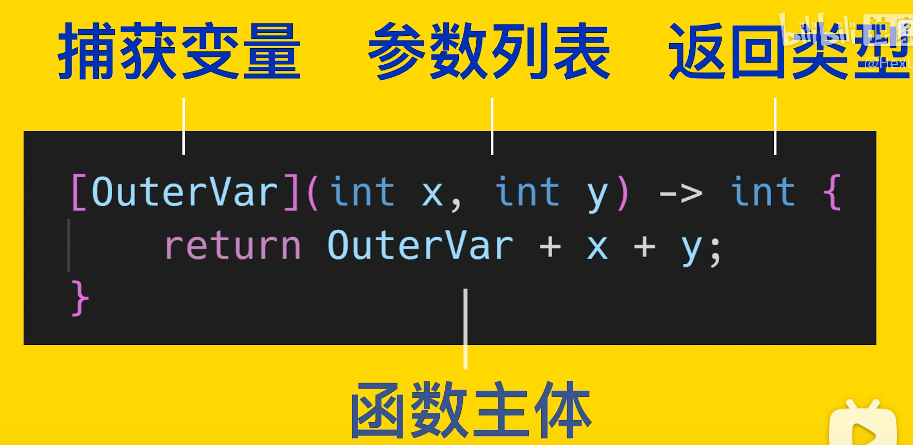 捕获变量 参数列表 返回类型
bilibili
[OuterVar](int x, int y) -> int {
return OuterVar + x + y;
}
函数主体